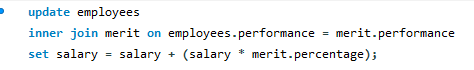 update employees
inner join merit on employees.performance = merit.performance
set salary = salary + (salary * merit.percentage);